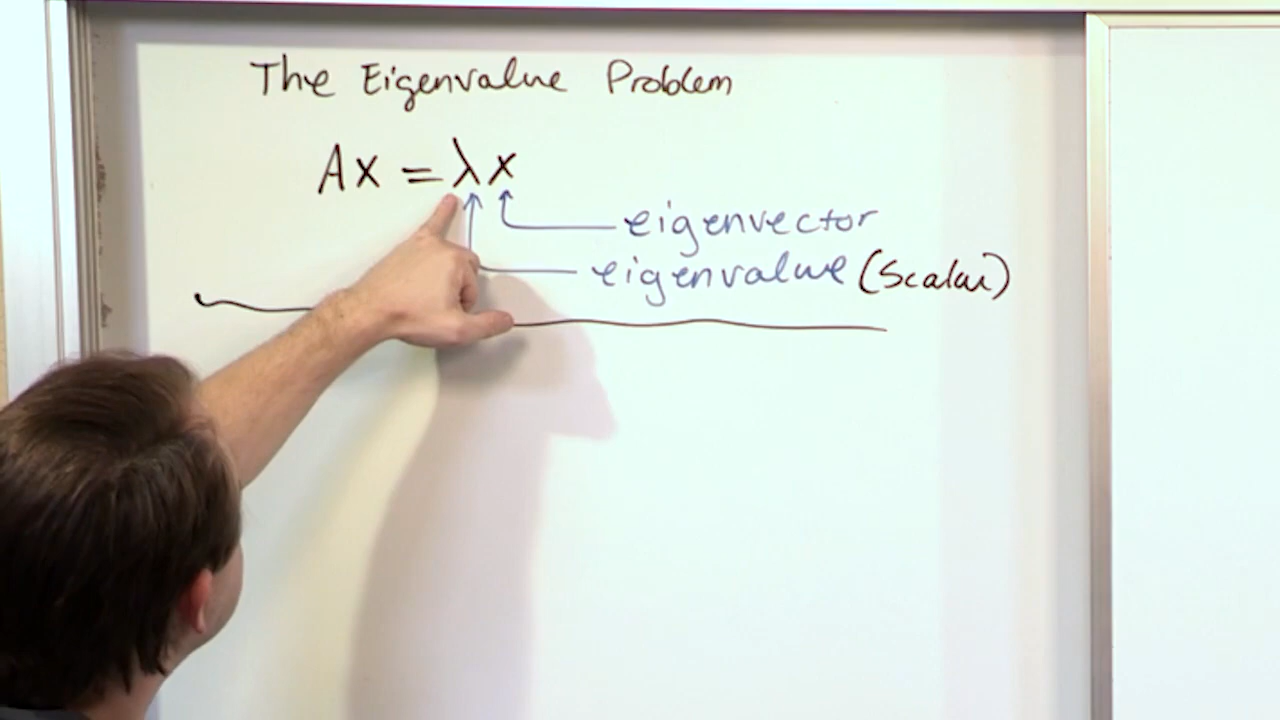 The Eigenvalue Problem
Ax = λx
eigenvector
eigenvalue (Scalar)